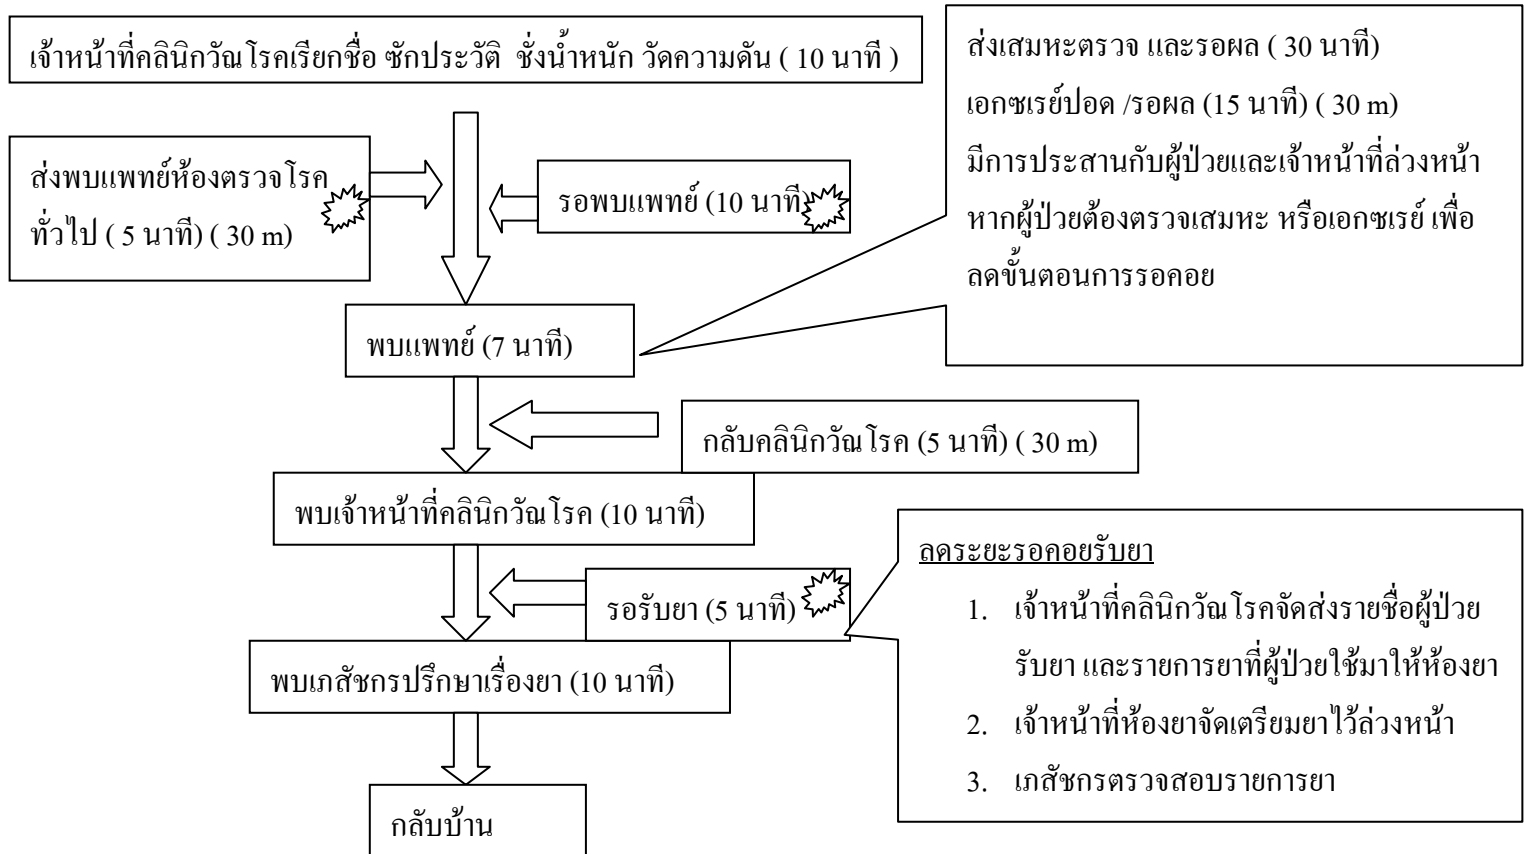 เจ้าหน้าที่คลินิกวัณโรคเรียกชื่อ ซักประวัติ ชั่งน้ำหนัก วัดความดัน ( 10 นาที )
ส่งเสมหะตรวจ และรอผล ( 30 นาที)
เอกซเรย์ปอด /รอผล (15 นาที) ( 30 m)
มีการประสานกับผู้ป่วยและเจ้าหน้าที่ล่วงหน้า
หากผู้ป่วยต้องตรวจเสมหะ หรือเอกซเรย์ เพื่อ
ลดขั้นตอนการรอคอย
ส่งพบแพทย์ห้องตรวจโรค
ทั่วไป ( 5 นาที) ( 30 m)
รอพบแพทย์ (10 นาที)
พบแพทย์ (7 นาที)
กลับคลินิกวัณโรค (5 นาที) ( 30 m)
พบเจ้าหน้าที่คลินิกวัณโรค (10 นาที)
รอรับยา (5 นาที)
ลดระยะรอคอยรับยา
1. เจ้าหน้าที่คลินิกวัณโรคจัดส่งรายชื่อผู้ป่วย
รับยา และรายการยาที่ผู้ป่วยใช้มาให้ห้องยา
2. เจ้าหน้าที่ห้องยาจัดเตรียมยาไว้ล่วงหน้า
3. เภสัชกรตรวจสอบรายการยา
พบเภสัชกรปรึกษาเรื่องยา (10 นาที)
กลับบ้าน